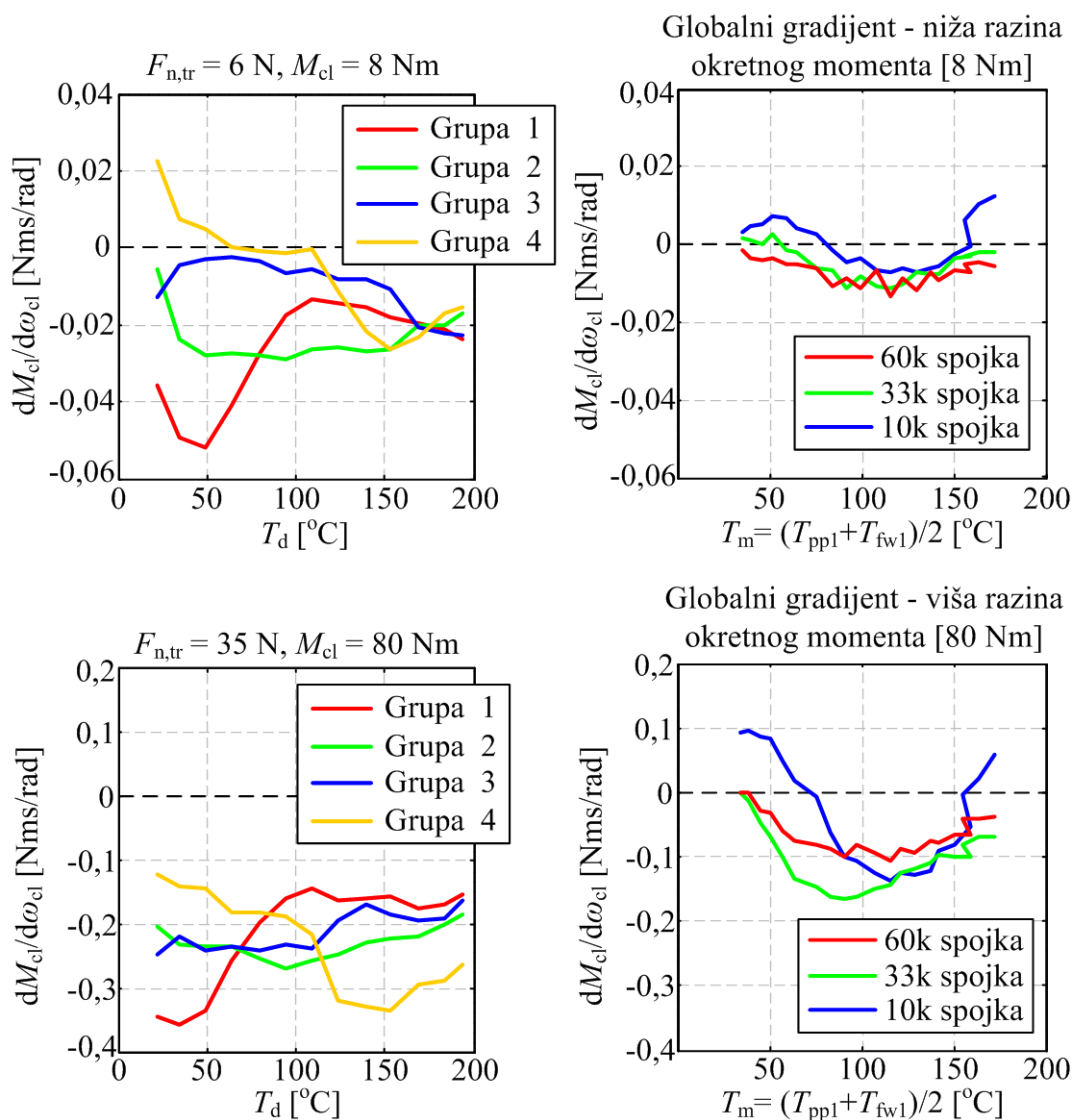 F_n,tr = 6 N, M_cl = 8 Nm
0,04
0,02
0
-0,02
-0,04
-0,06
dM_cl/dω_cl [Nms/rad]
Grupa 1
Grupa 2
Grupa 3
Grupa 4
0 50 100 150 200
T_d [°C]
Globalni gradijent - niža razina
okretnog momenta [8 Nm]
0,04
0,02
0
-0,02
-0,04
-0,06
dM_cl/dω_cl [Nms/rad]
60k spojka
33k spojka
10k spojka
50 100 150 200
T_m= (T_pp1+T_fw1)/2 [°C]
F_n,tr = 35 N, M_cl = 80 Nm
0,2
0,1
0
-0,1
-0,2
-0,3
-0,4
dM_cl/dω_cl [Nms/rad]
Grupa 1
Grupa 2
Grupa 3
Grupa 4
0 50 100 150 200
T_d [°C]
Globalni gradijent - viša razina
okretnog momenta [80 Nm]
0,2
0,1
0
-0,1
-0,2
-0,3
-0,4
dM_cl/dω_cl [Nms/rad]
60k spojka
33k spojka
10k spojka
50 100 150 200
T_m= (T_pp1+T_fw1)/2 [°C]